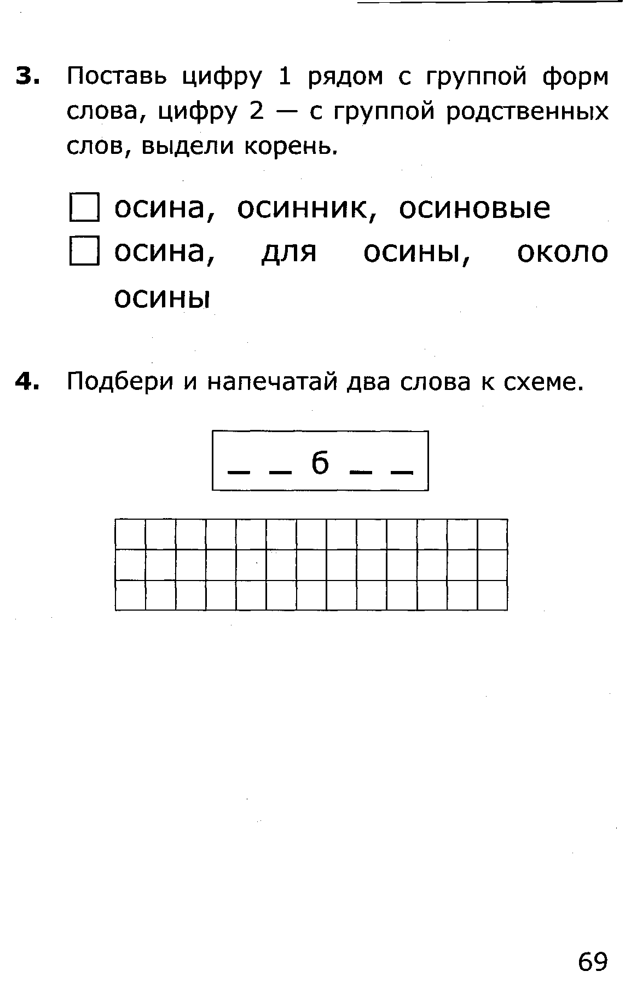 3. Поставь цифру 1 рядом с группой форм
слова, цифру 2 — с группой родственных
слов, выдели корень.
осина, осинник, осиновые
осина, для осины, около
осины
4. Подбери и напечатай два слова к схеме.
_ _ б _ _
69